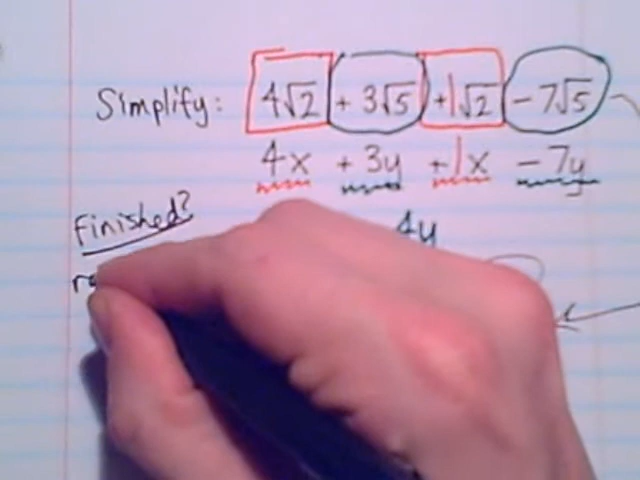 Simplify: 4√2 + 3√5 + 1√2 - 7√5
4x + 3y + 1x - 7y
Finished?
4y